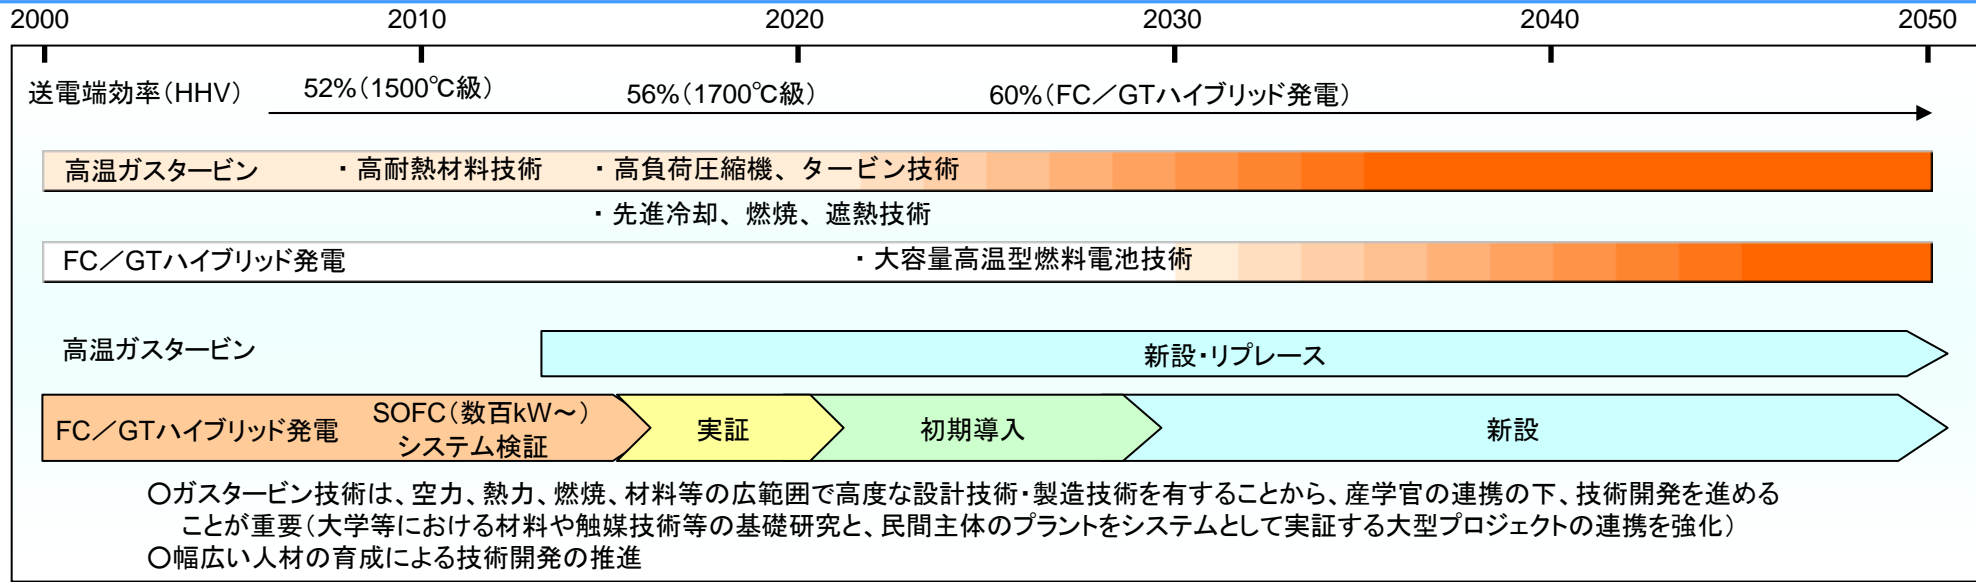 2000 2010 2020 2030 2040 2050
送電端効率(HHV) 52%(1500℃級) 56%(1700℃級) 60%(FC／GTハイブリッド発電)
高温ガスタービン ・高耐熱材料技術 ・高負荷圧縮機、タービン技術
・先進冷却、燃焼、遮熱技術
FC／GTハイブリッド発電 ・大容量高温型燃料電池技術
高温ガスタービン 新設・リプレース
FC／GTハイブリッド発電 SOFC(数百kW～) 実証 初期導入 新設
システム検証
○ガスタービン技術は、空力、熱力、燃焼、材料等の広範囲で高度な設計技術・製造技術を有することから、産学官の連携の下、技術開発を進める
ことが重要(大学等における材料や触媒技術等の基礎研究と、民間主体のプラントをシステムとして実証する大型プロジェクトの連携を強化)
○幅広い人材の育成による技術開発の推進